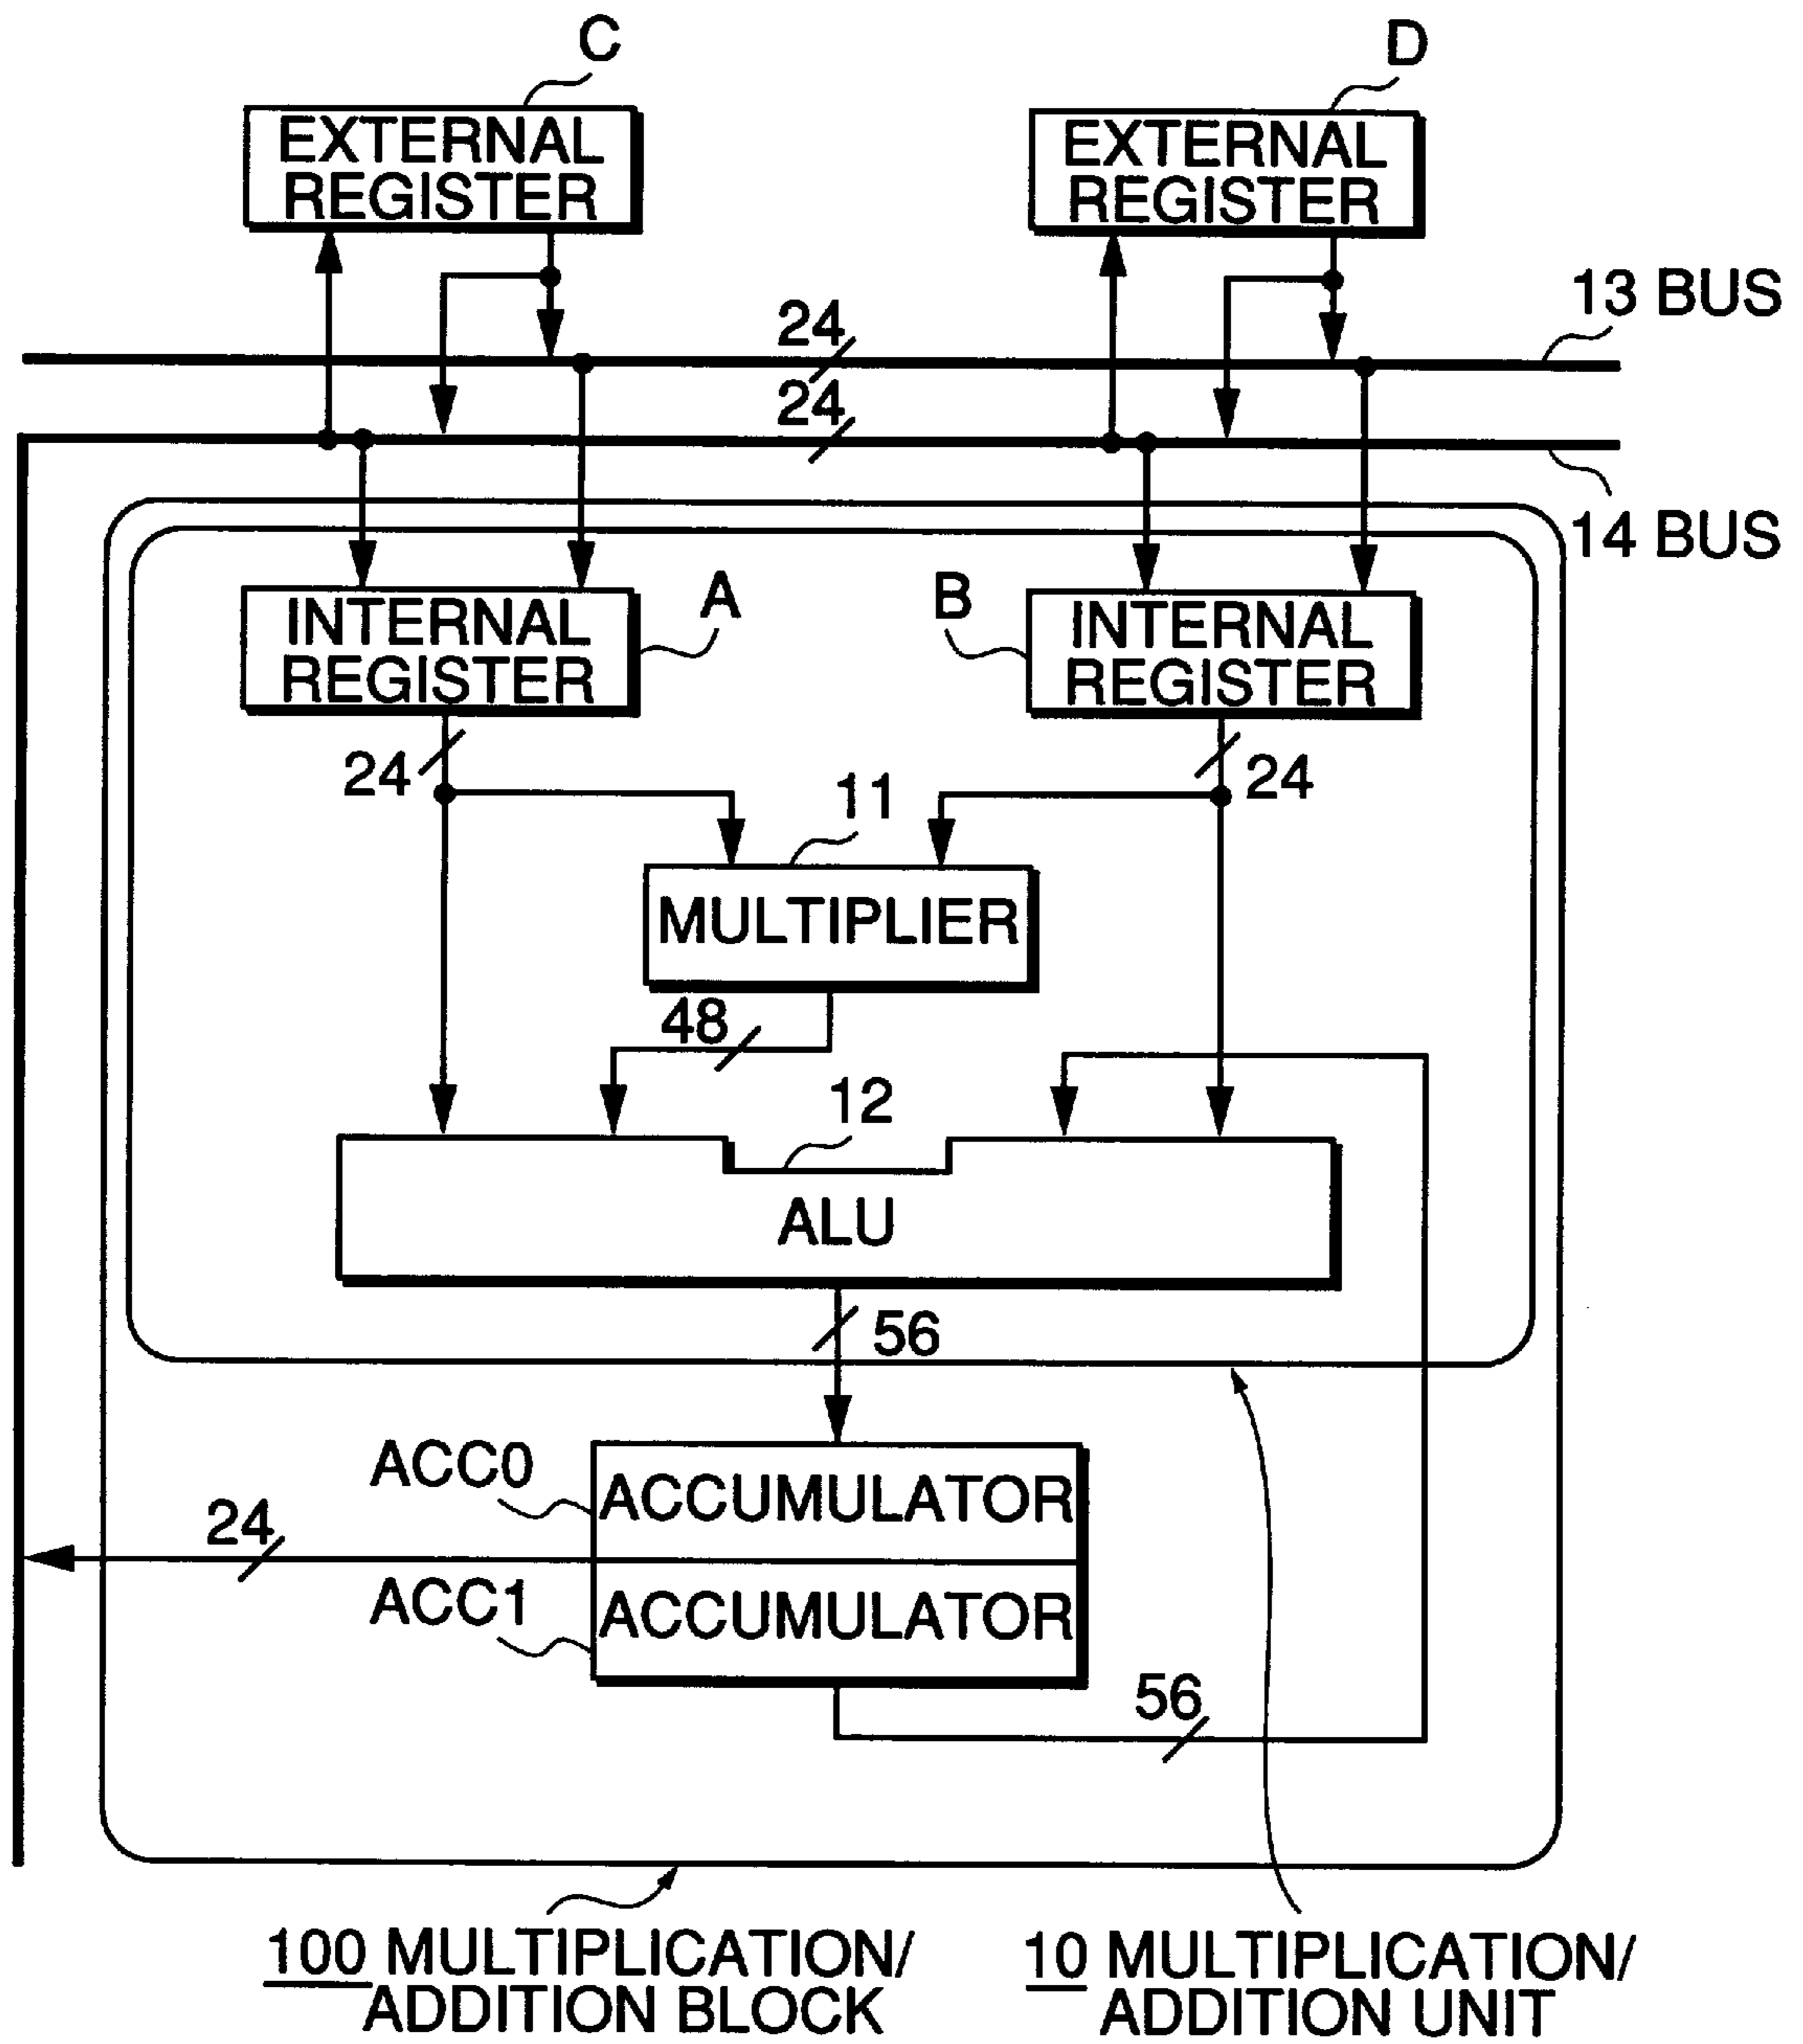 C
D
EXTERNAL
REGISTER
EXTERNAL
REGISTER
13 BUS
24
24
14 BUS
INTERNAL
REGISTER
A
B
INTERNAL
REGISTER
24
11
24
MULTIPLIER
48
12
ALU
56
ACC0
ACCUMULATOR
24
ACC1
ACCUMULATOR
56
100 MULTIPLICATION/
ADDITION BLOCK
10 MULTIPLICATION/
ADDITION UNIT